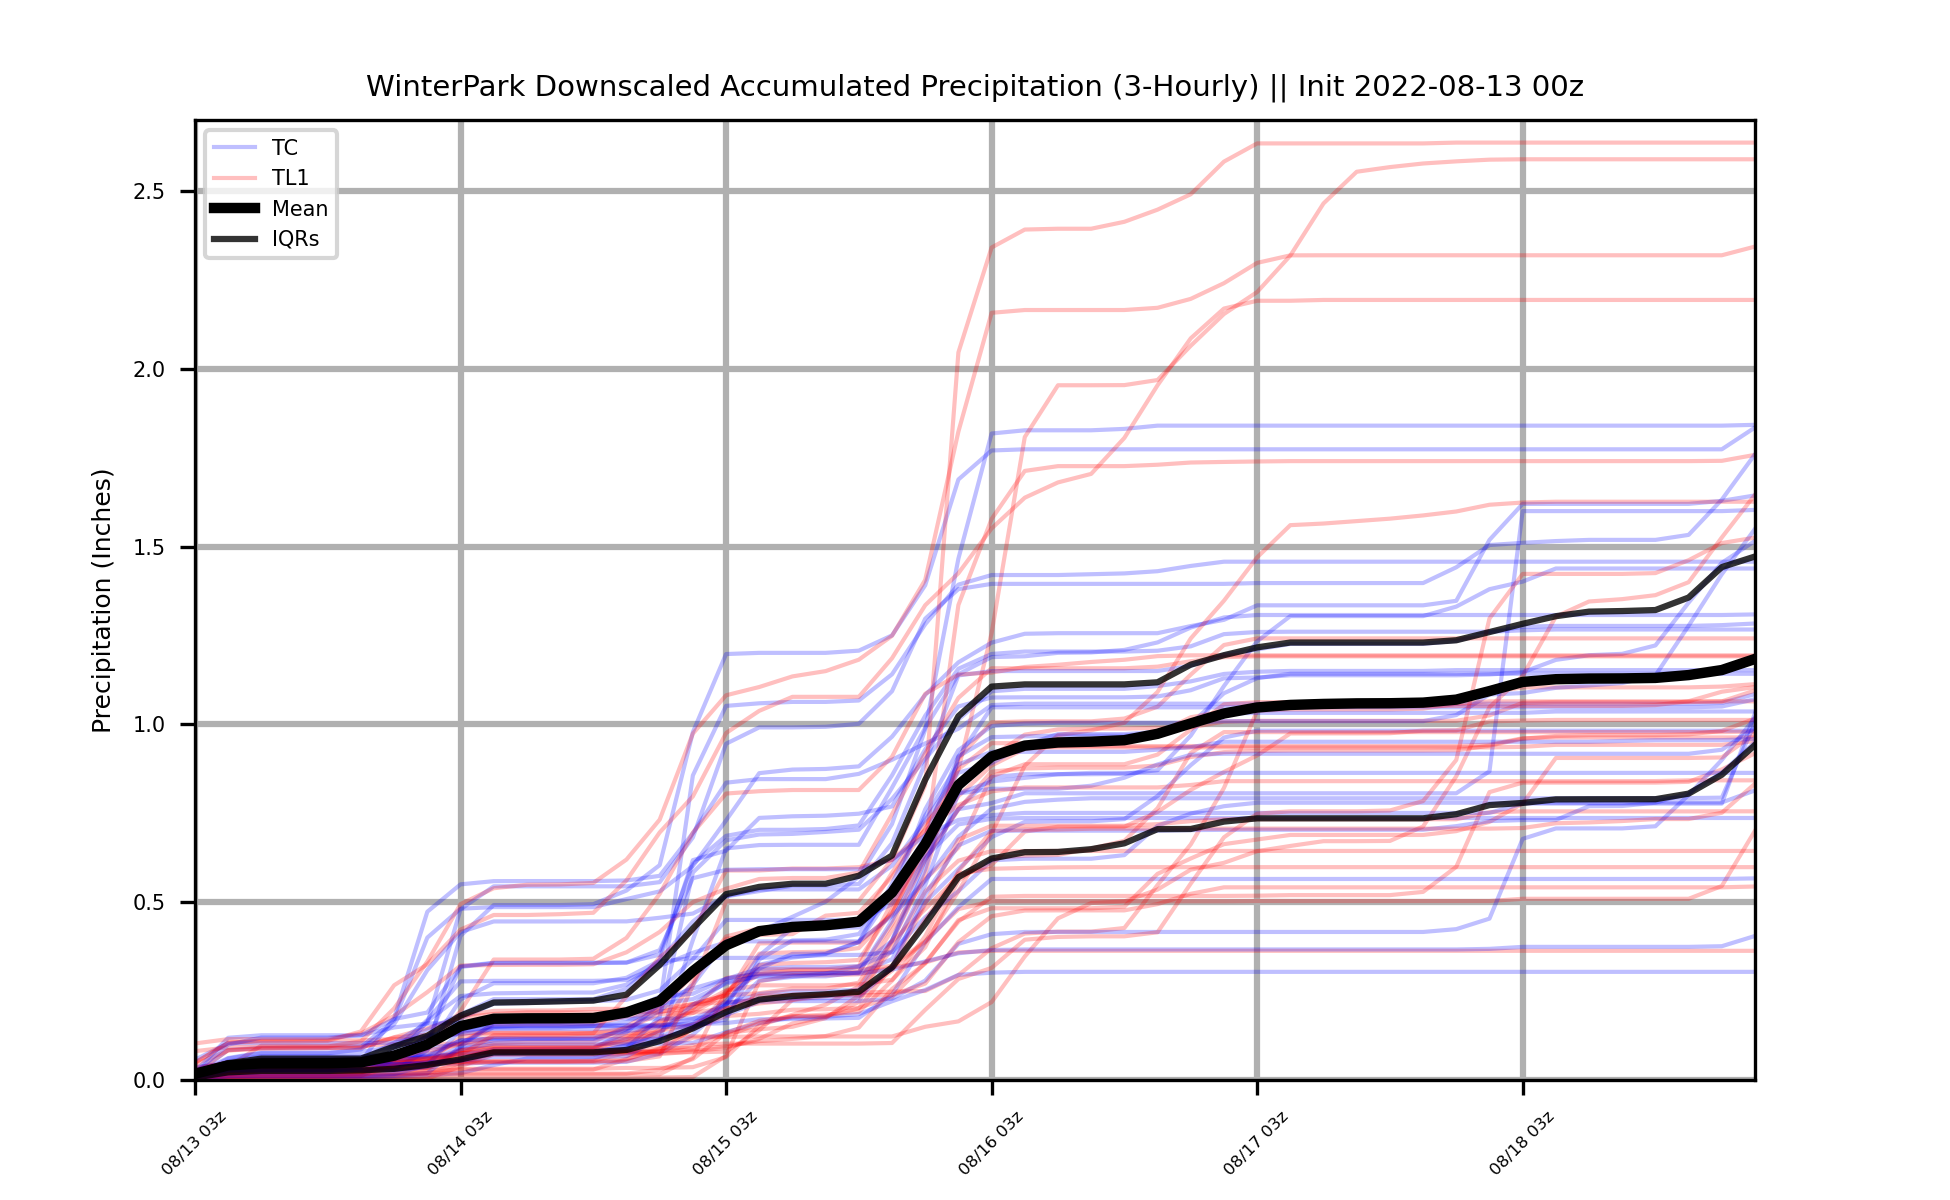 WinterPark Downscaled Accumulated Precipitation (3-Hourly) || Init 2022-08-13 00z
TC
TL1
Mean
IQRs
Precipitation (Inches)
2.5
2.0
1.5
1.0
0.5
0.0
08/13 03z
08/14 03z
08/15 03z
08/16 03z
08/17 03z
08/18 03z